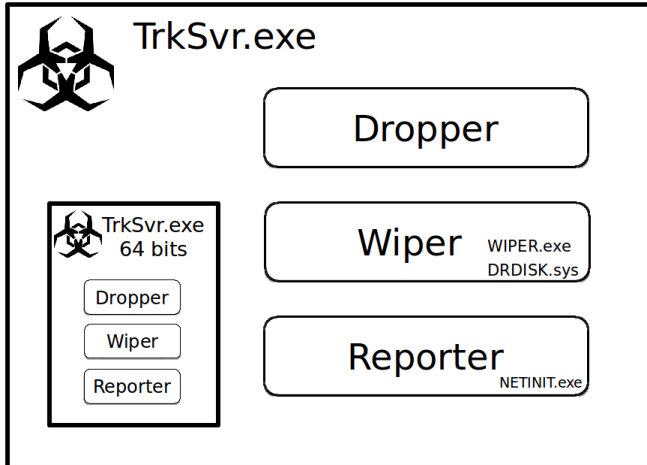 TrkSvr.exe
Dropper
Wiper
WIPER.exe
DRDISK.sys
Reporter
NETINIT.exe
TrkSvr.exe
64 bits
Dropper
Wiper
Reporter